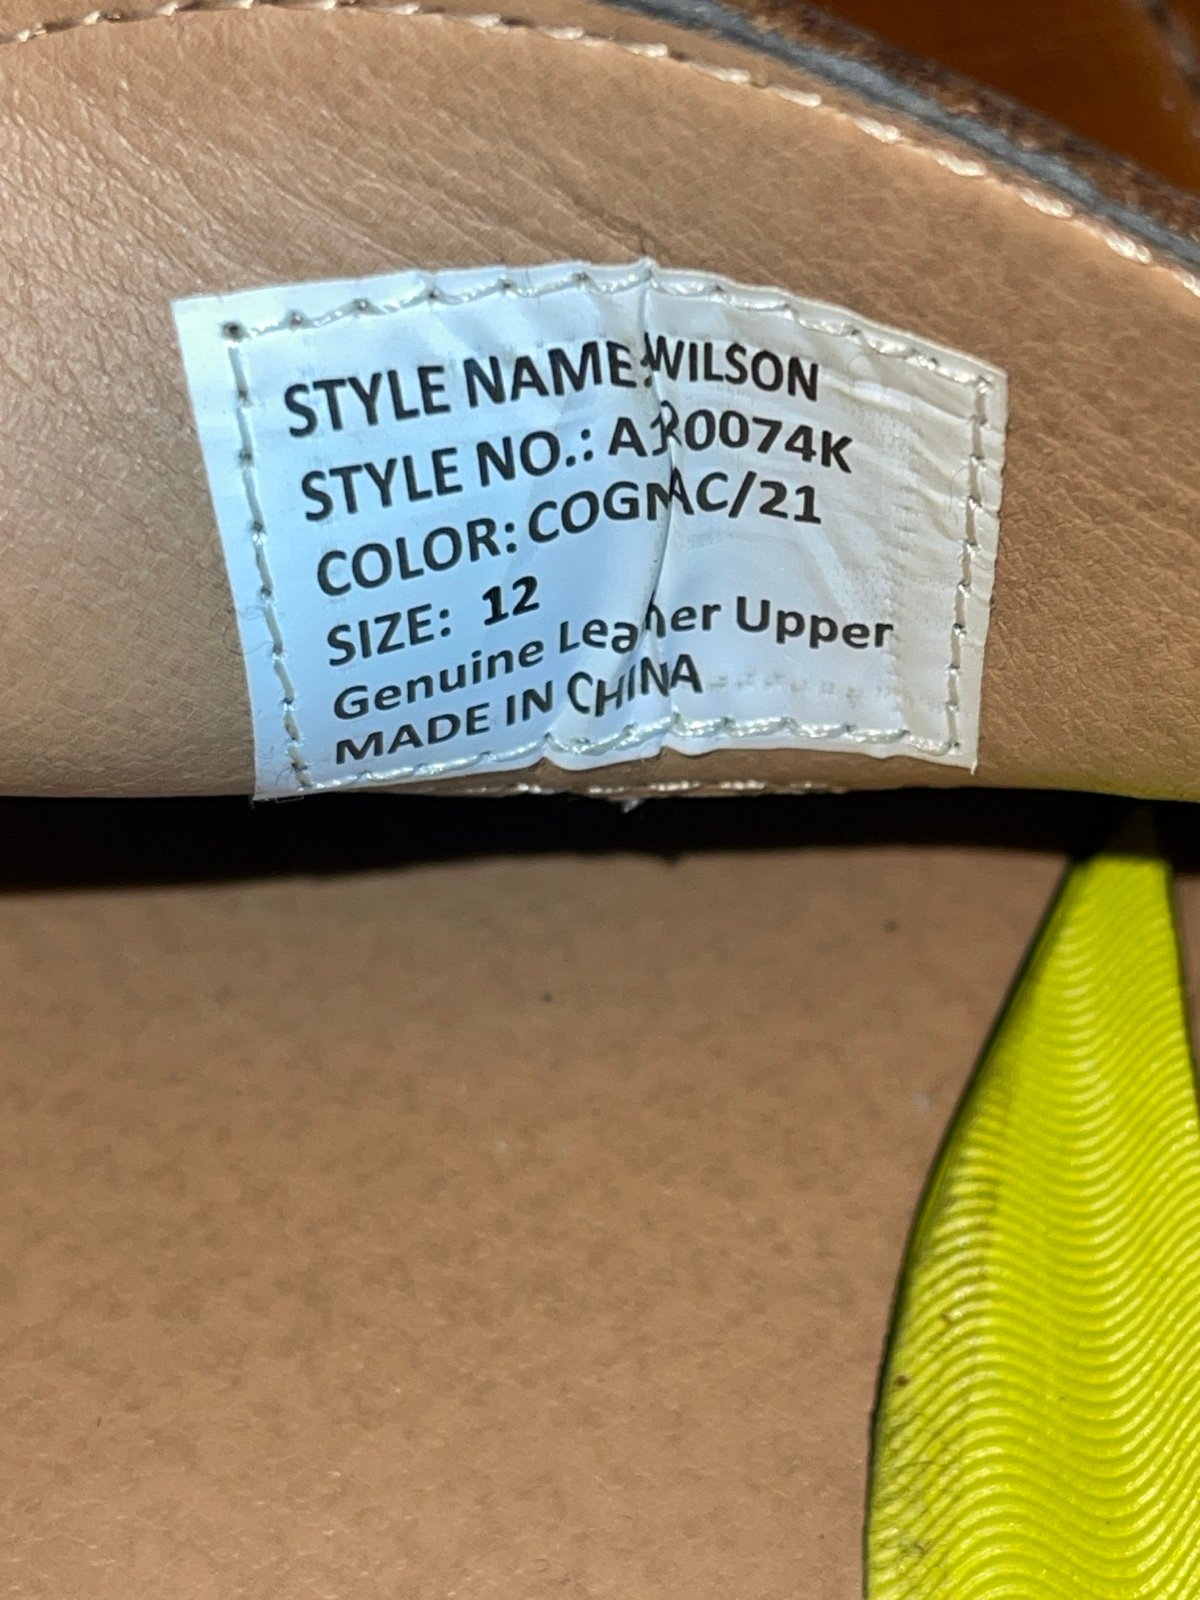 STYLE NAME: WILSON
STYLE NO.:
COLOR: COGNAC/21
SIZE: 12
Genuine Leather Upper
MADE IN CHINA